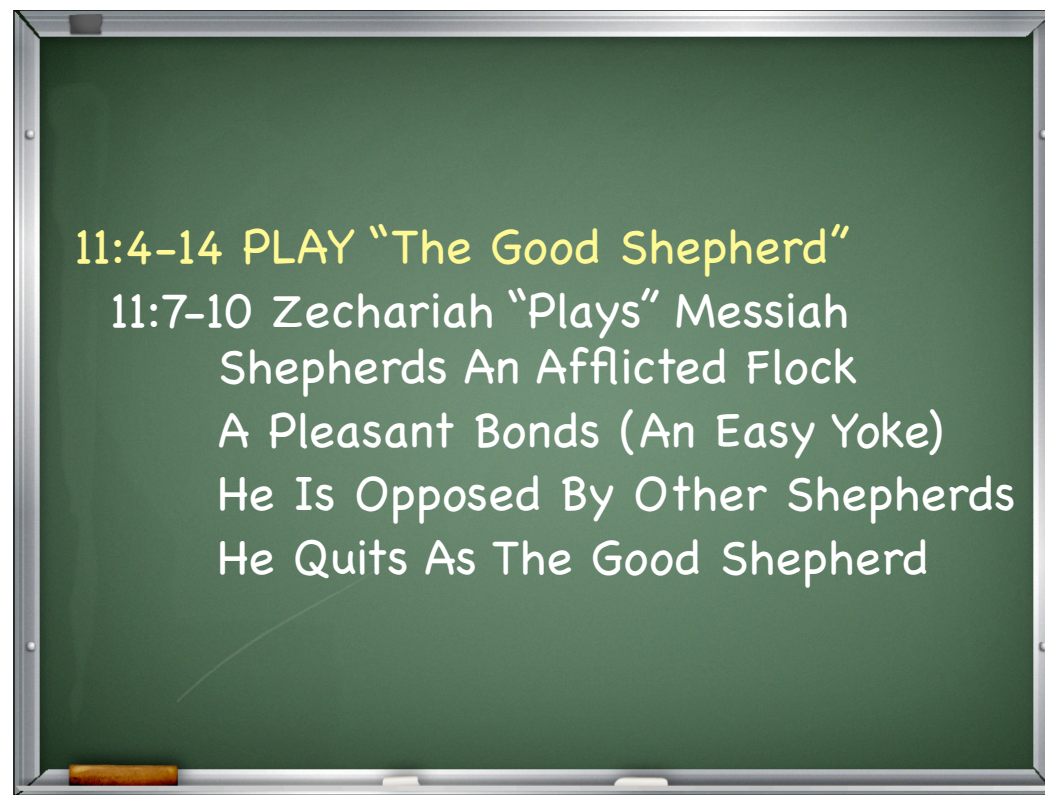 11:4-14 PLAY “The Good Shepherd”
11:7-10 Zechariah “Plays” Messiah
Shepherds An Afflicted Flock
A Pleasant Bonds (An Easy Yoke)
He Is Opposed By Other Shepherds
He Quits As The Good Shepherd